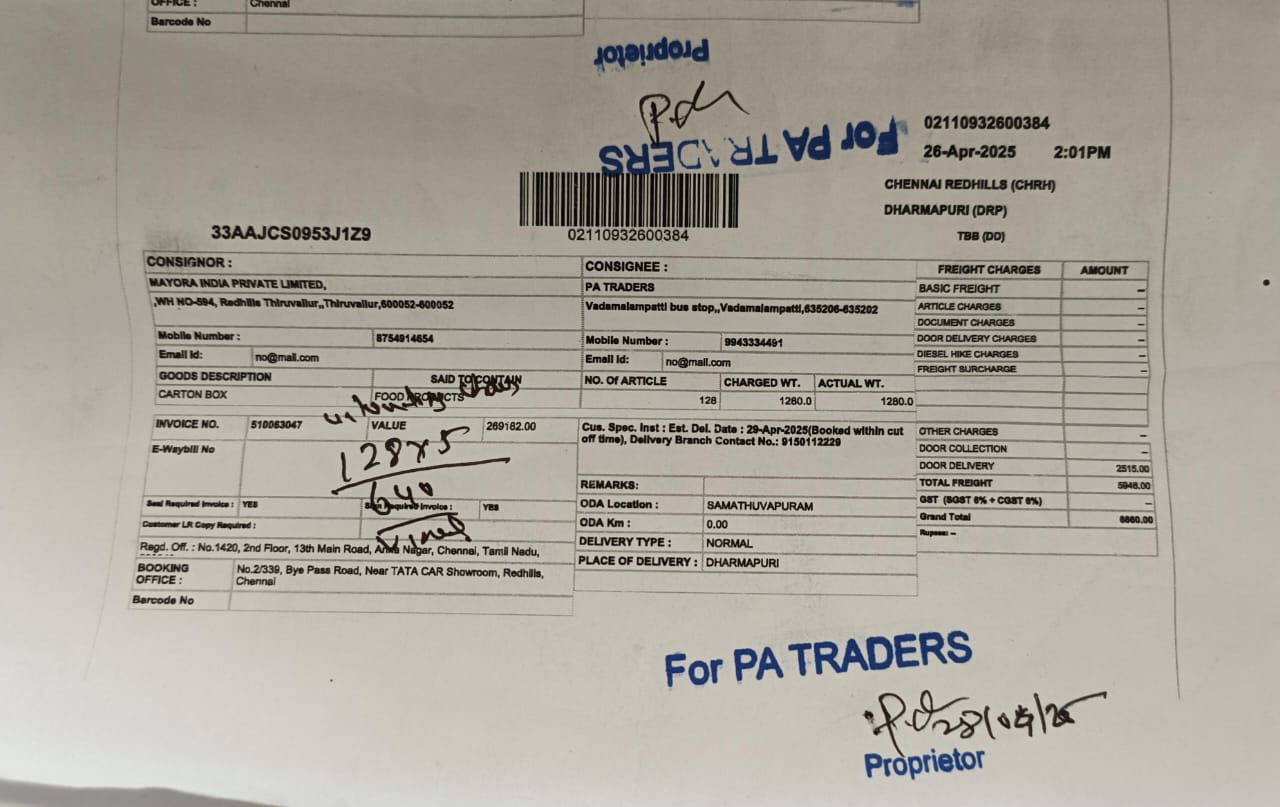 OFFICE : Chennai
Barcode No
Proprietor
For PA TRADERS
02110932600384
26-Apr-2025 2:01PM
CHENNAI REDHILLS (CHRH)
DHARMAPURI (DRP)
TBB (DD)
33AAJCS0953J1Z9
02110932600384
CONSIGNOR :
MAYORA INDIA PRIVATE LIMITED,
,WH NO-594, Redhills Thiruvallur,,Thiruvallur,600052-600052
Mobile Number : 8754914654
Email Id: no@mail.com
GOODS DESCRIPTION SAID TO CONTAIN
CARTON BOX FOOD PRODUCTS
INVOICE NO. 510063047 VALUE 269182.00
E-Waybill No
128x5
640
Seal Required Invoice : YES Sign Required Invoice : YES
Customer LR Copy Required :
Regd. Off. : No.1420, 2nd Floor, 13th Main Road, Anna Nagar, Chennai, Tamil Nadu,
BOOKING OFFICE : No.2/339, Bye Pass Road, Near TATA CAR Showroom, Redhills,
Chennai
Barcode No
CONSIGNEE :
PA TRADERS
Vadamalampatti bus stop,,Vadamalampatti,635206-635202
Mobile Number : 9943334491
Email Id: no@mail.com
NO. Of ARTICLE CHARGED WT. ACTUAL WT.
128 1280.0 1280.0
Cus. Spec. Inst : Est. Del. Date : 29-Apr-2025(Booked within cut
off time), Delivery Branch Contact No.: 9150112229
REMARKS:
ODA Location : SAMATHUVAPURAM
ODA Km : 0.00
DELIVERY TYPE : NORMAL
PLACE OF DELIVERY : DHARMAPURI
FREIGHT CHARGES AMOUNT
BASIC FREIGHT –
ARTICLE CHARGES –
DOCUMENT CHARGES –
DOOR DELIVERY CHARGES –
DIESEL HIKE CHARGES –
FREIGHT SURCHARGE –
OTHER CHARGES –
DOOR COLLECTION –
DOOR DELIVERY 2515.00
TOTAL FREIGHT 5946.00
GST (SGST 6% + CGST 6%) –
Grand Total 6660.00
Rupees: –
For PA TRADERS
Proprietor